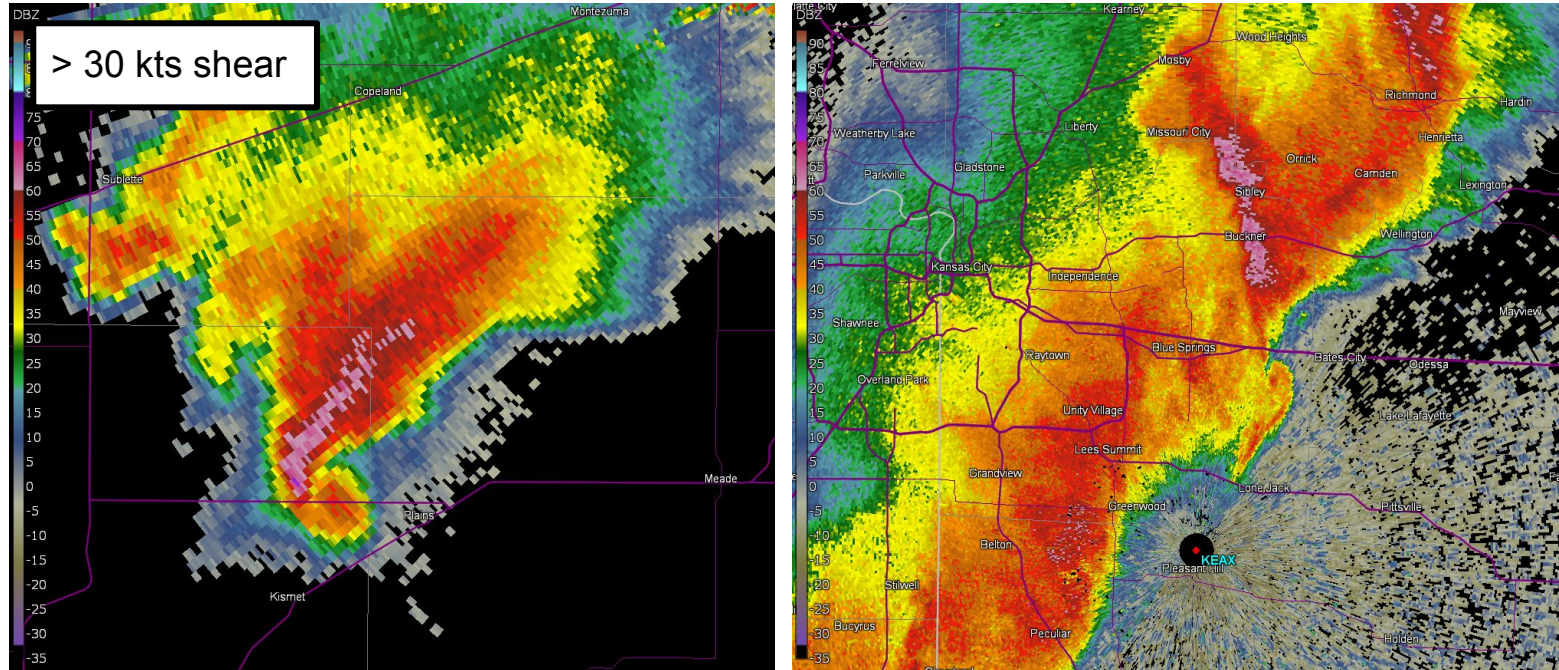 DBZ
> 30 kts shear
Montezuma
Copeland
Sublette
Meade
Plains
Kismet
75
70
65
60
55
50
45
40
35
30
25
20
15
10
5
0
-5
-10
-15
-20
-25
-30
-35
DBZ
Kearney
Wood Heights
Mosby
Ferrelview
Richmond
Hardin
Weatherby Lake
Liberty
Missouri City
Henrietta
Gladstone
Orrick
Parkville
Camden
Lexington
Sibley
Buckner
Wellington
Kansas City
Independence
Mayview
Shawnee
Raytown
Blue Springs
Bates City
Odessa
Overland Park
Unity Village
Lake Lafayette
Lees Summit
Grandview
Lone Jack
Greenwood
Pittsville
Belton
KEAX
Pleasant Hill
Stilwell
Bucyrus
Peculiar
Holden
90
85
80
75
70
65
60
55
50
45
40
35
30
25
20
15
10
5
0
-5
-10
-15
-20
-25
-30
-35